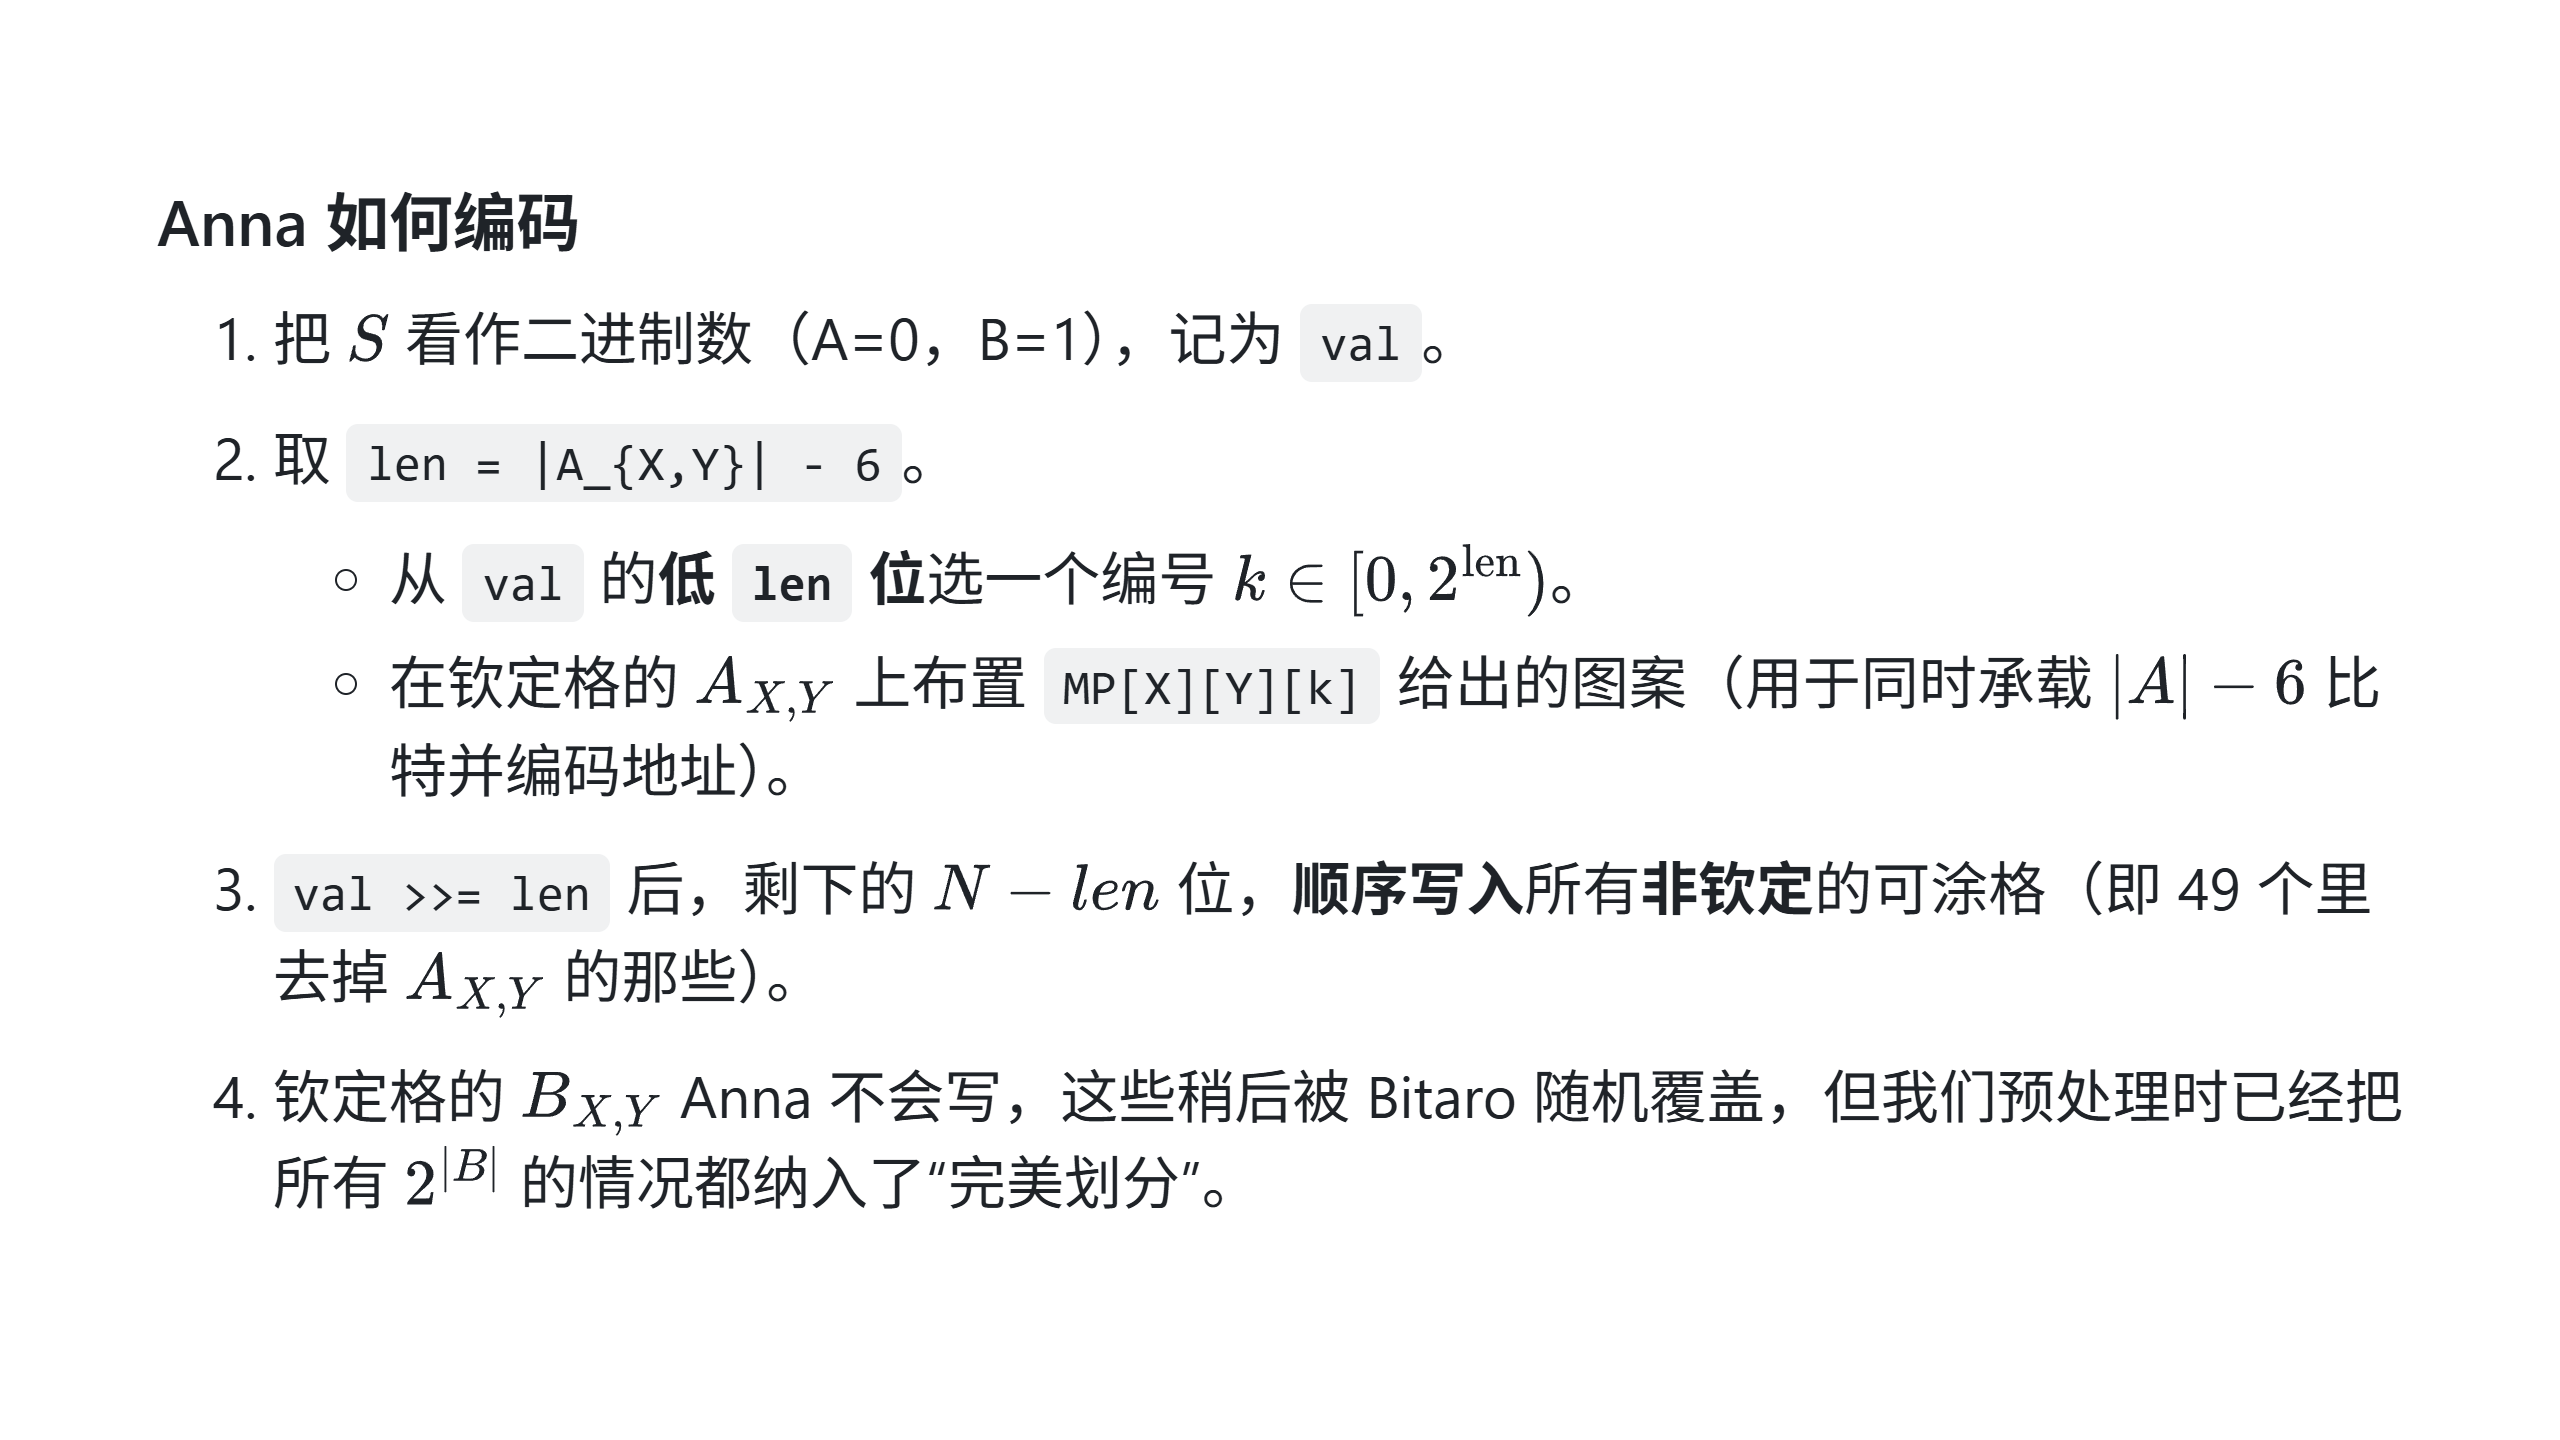 Anna 如何编码
1. 把 S 看作二进制数（A=0，B=1），记为 val。
2. 取 len = |A_{X,Y}| - 6。
○ 从 val 的低 len 位选一个编号 k ∈ [0, 2^len)。
○ 在钦定格的 A_{X,Y} 上布置 MP[X][Y][k] 给出的图案（用于同时承载 |A| − 6 比
特并编码地址）。
3. val >>= len 后，剩下的 N − len 位，顺序写入所有非钦定的可涂格（即 49 个里
去掉 A_{X,Y} 的那些）。
4. 钦定格的 B_{X,Y} Anna 不会写，这些稍后被 Bitaro 随机覆盖，但我们预处理时已经把
所有 2^{|B|} 的情况都纳入了“完美划分”。